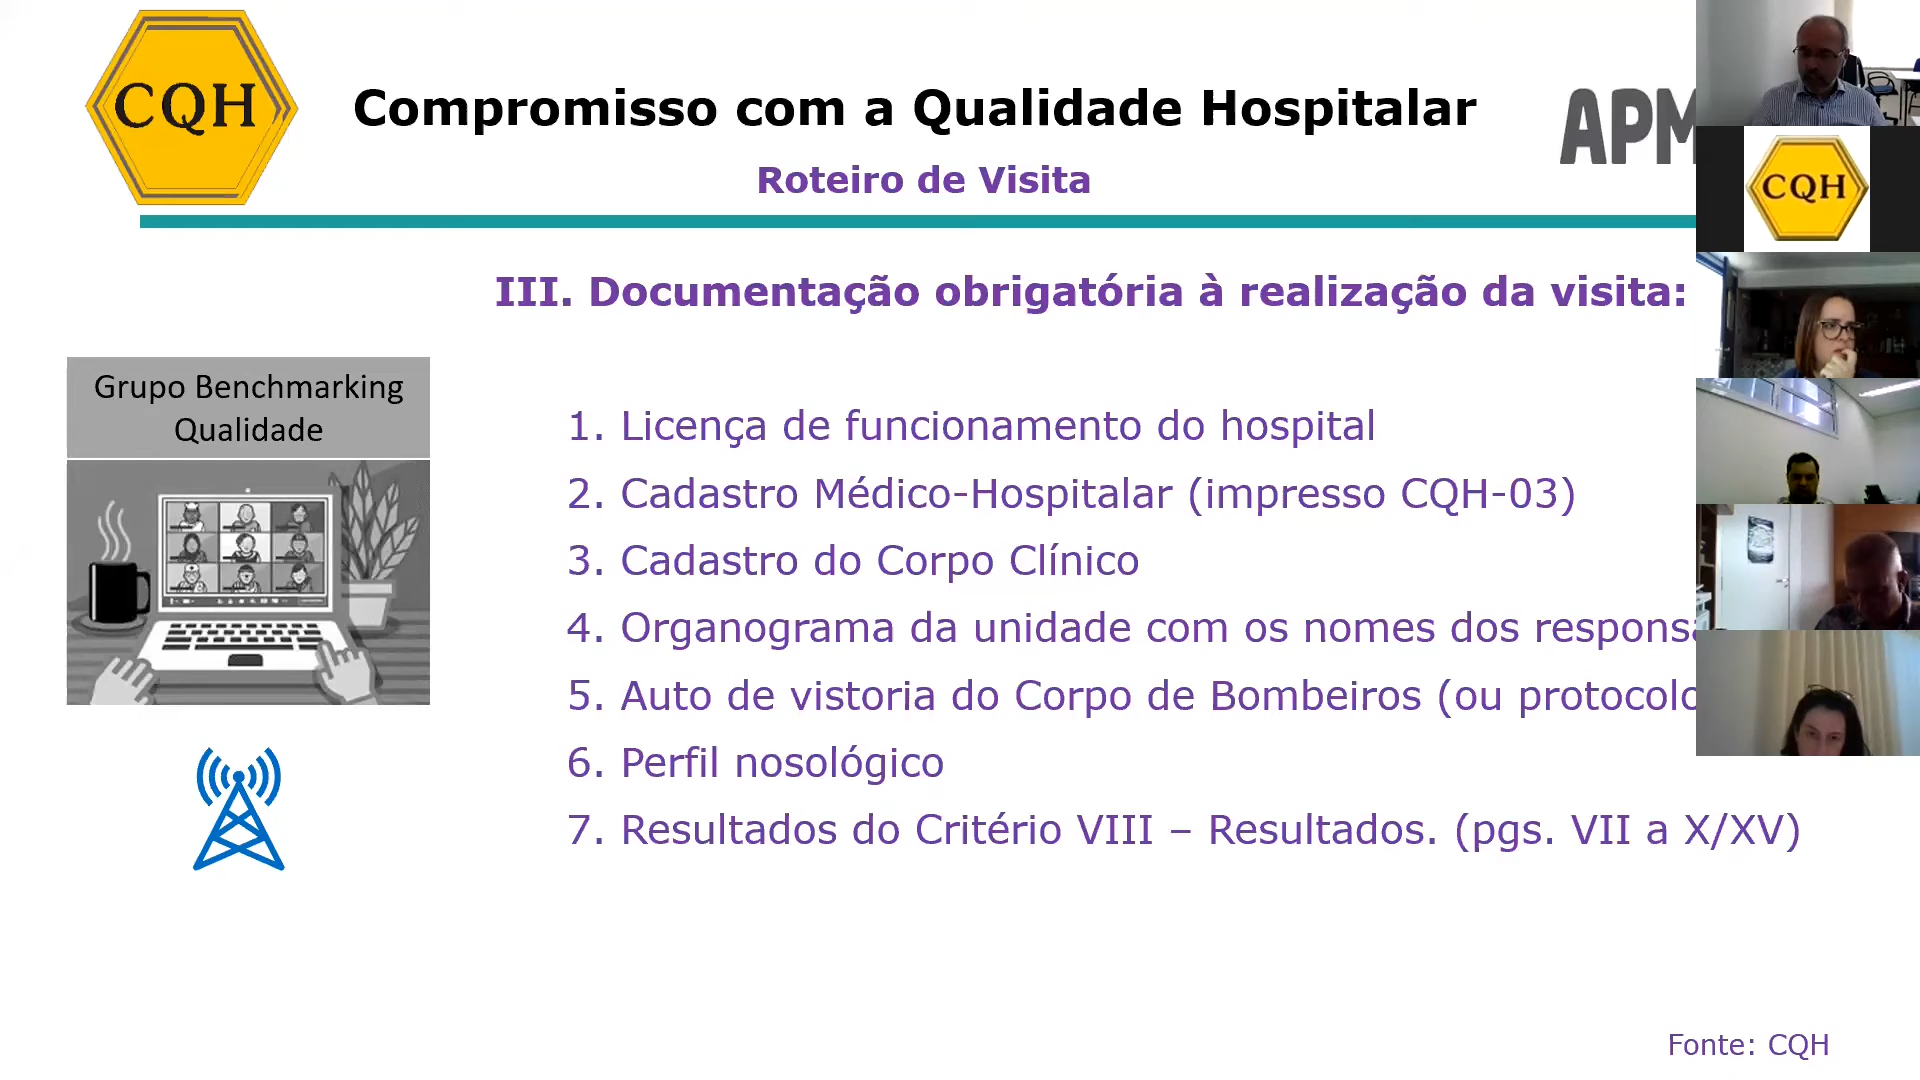 CQH
Compromisso com a Qualidade Hospitalar
Roteiro de Visita
CQH
III. Documentação obrigatória à realização da visita:
Grupo Benchmarking
Qualidade
1. Licença de funcionamento do hospital
2. Cadastro Médico-Hospitalar (impresso CQH-03)
3. Cadastro do Corpo Clínico
4. Organograma da unidade com os nomes dos
5. Auto de vistoria do Corpo de Bombeiros (ou protocolo
6. Perfil nosológico
7. Resultados do Critério VIII – Resultados. (pgs. VII a X/XV)
Fonte: CQH